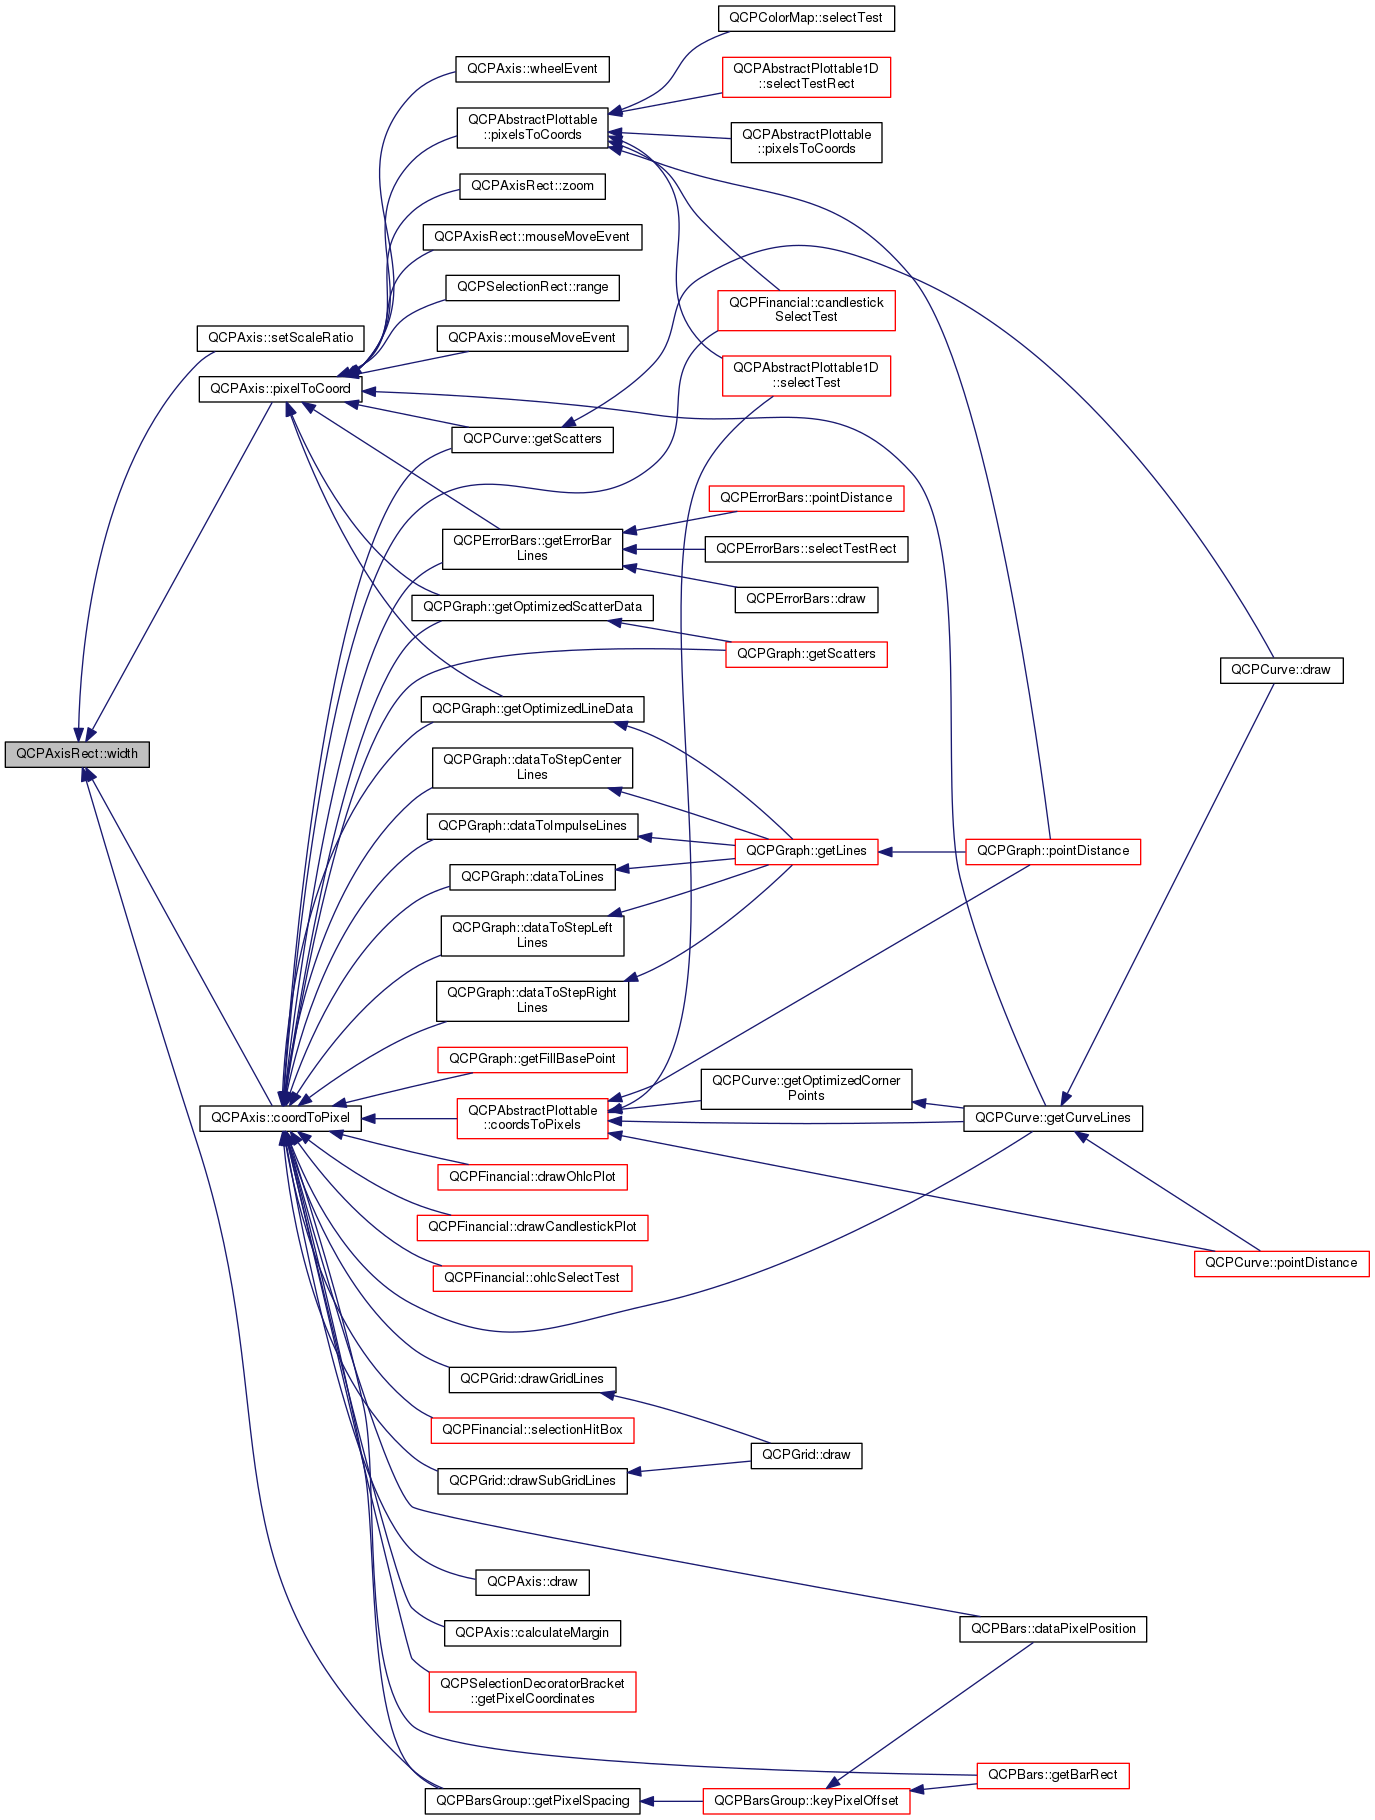 QCPColorMap::selectTest
QCPAxis::wheelEvent
QCPAbstractPlottable1D
::selectTestRect
QCPAbstractPlottable
::pixelsToCoords
QCPAbstractPlottable
::pixelsToCoords
QCPAxisRect::zoom
QCPAxisRect::mouseMoveEvent
QCPSelectionRect::range
QCPFinancial::candlestick
SelectTest
QCPAxis::setScaleRatio
QCPAxis::mouseMoveEvent
QCPAbstractPlottable1D
::selectTest
QCPAxis::pixelToCoord
QCPCurve::getScatters
QCPErrorBars::pointDistance
QCPErrorBars::getErrorBar
Lines
QCPErrorBars::selectTestRect
QCPErrorBars::draw
QCPGraph::getOptimizedScatterData
QCPGraph::getScatters
QCPCurve::draw
QCPGraph::getOptimizedLineData
QCPAxisRect::width
QCPGraph::dataToStepCenter
Lines
QCPGraph::dataToImpulseLines
QCPGraph::getLines
QCPGraph::pointDistance
QCPGraph::dataToLines
QCPGraph::dataToStepLeft
Lines
QCPGraph::dataToStepRight
Lines
QCPGraph::getFillBasePoint
QCPCurve::getOptimizedCorner
Points
QCPAxis::coordToPixel
QCPAbstractPlottable
::coordsToPixels
QCPCurve::getCurveLines
QCPFinancial::drawOhlcPlot
QCPFinancial::drawCandlestickPlot
QCPCurve::pointDistance
QCPFinancial::ohlcSelectTest
QCPGrid::drawGridLines
QCPFinancial::selectionHitBox
QCPGrid::draw
QCPGrid::drawSubGridLines
QCPAxis::draw
QCPAxis::calculateMargin
QCPBars::dataPixelPosition
QCPSelectionDecoratorBracket
::getPixelCoordinates
QCPBars::getBarRect
QCPBarsGroup::getPixelSpacing
QCPBarsGroup::keyPixelOffset